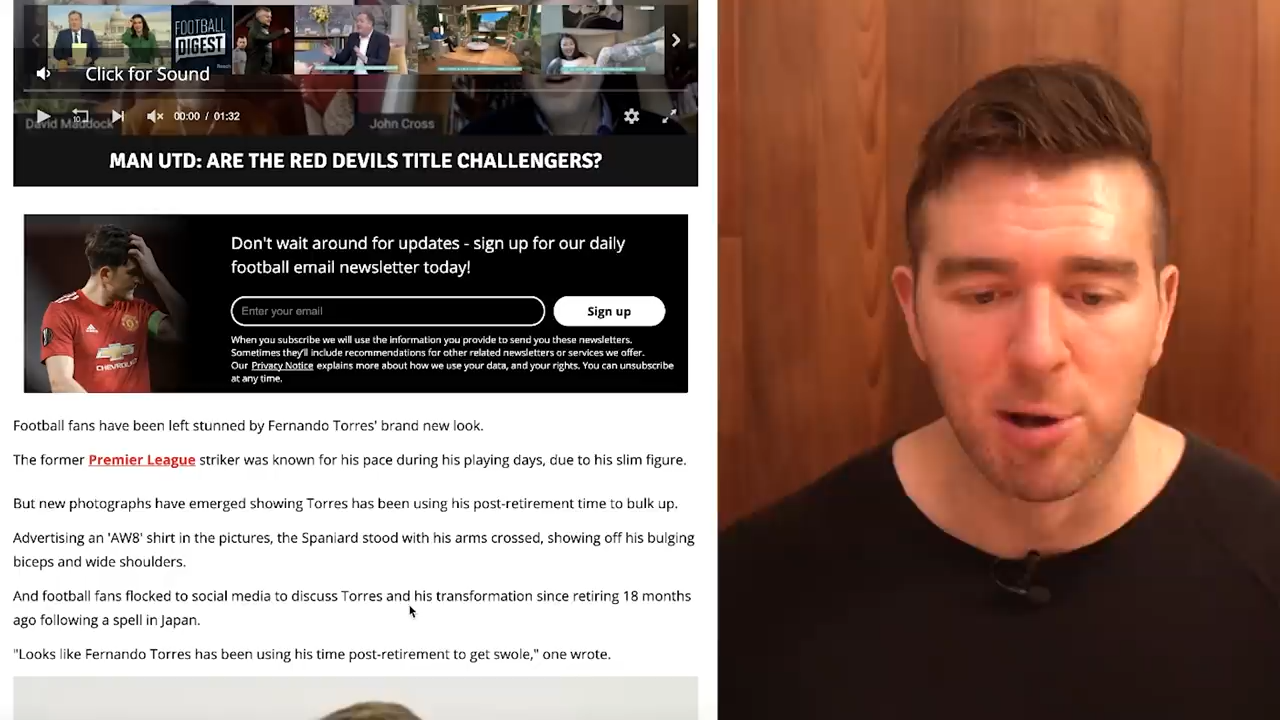 FOOTBALL
DIGEST
Click for Sound
00:00 / 01:32
David Maddock
John Cross
MAN UTD: ARE THE RED DEVILS TITLE CHALLENGERS?
Don't wait around for updates - sign up for our daily
football email newsletter today!
Enter your email
Sign up
When you subscribe we will use the information you provide to send you these newsletters.
Sometimes they'll include recommendations for other related newsletters or services we offer.
Our Privacy Notice explains more about how we use your data, and your rights. You can unsubscribe
at any time.
CHEVROLET
Football fans have been left stunned by Fernando Torres' brand new look.
The former Premier League striker was known for his pace during his playing days, due to his slim figure.
But new photographs have emerged showing Torres has been using his post-retirement time to bulk up.
Advertising an 'AW8' shirt in the pictures, the Spaniard stood with his arms crossed, showing off his bulging
biceps and wide shoulders.
And football fans flocked to social media to discuss Torres and his transformation since retiring 18 months
ago following a spell in Japan.
"Looks like Fernando Torres has been using his time post-retirement to get swole," one wrote.